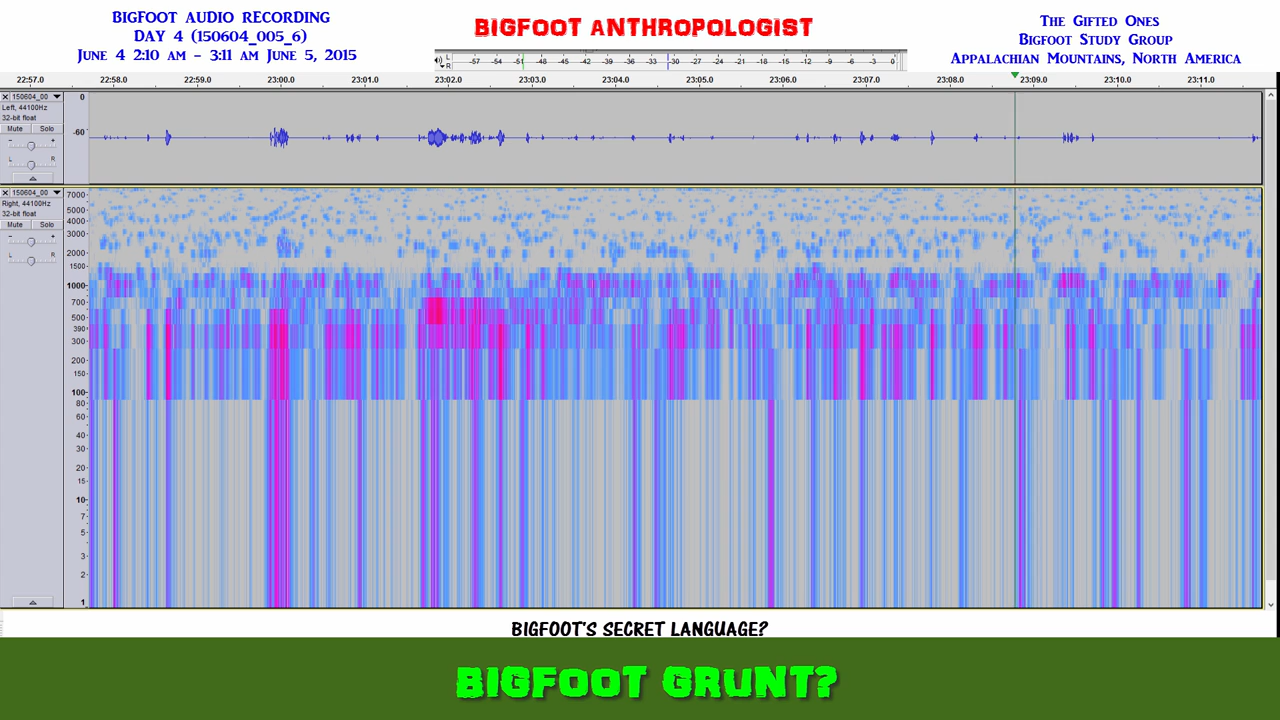 BIGFOOT AUDIO RECORDING
DAY 4 (150604_005_6)
JUNE 4 2:10 AM – 3:11 AM JUNE 5, 2015
BIGFOOT ANTHROPOLOGIST
THE GIFTED ONES
BIGFOOT STUDY GROUP
APPALACHIAN MOUNTAINS, NORTH AMERICA
L
R
-57 -54 -51 -48 -45 -42 -39 -36 -33 -30 -27 -24 -21 -18 -15 -12 -9 -6 -3 0
22:57.0 22:58.0 22:59.0 23:00.0 23:01.0 23:02.0 23:03.0 23:04.0 23:05.0 23:06.0 23:07.0 23:08.0 23:09.0 23:10.0 23:11.0
150604_00
Left, 44100Hz
32-bit float
Mute Solo
- +
L R
0
-60
150604_00
Right, 44100Hz
32-bit float
Mute Solo
- +
L R
7000
5000
4000
3000
2000
1500
1000
700
500
390
300
200
150
100
80
60
40
30
20
15
10
7
5
3
2
1
BIGFOOT'S SECRET LANGUAGE?
BIGFOOT GRUNT?